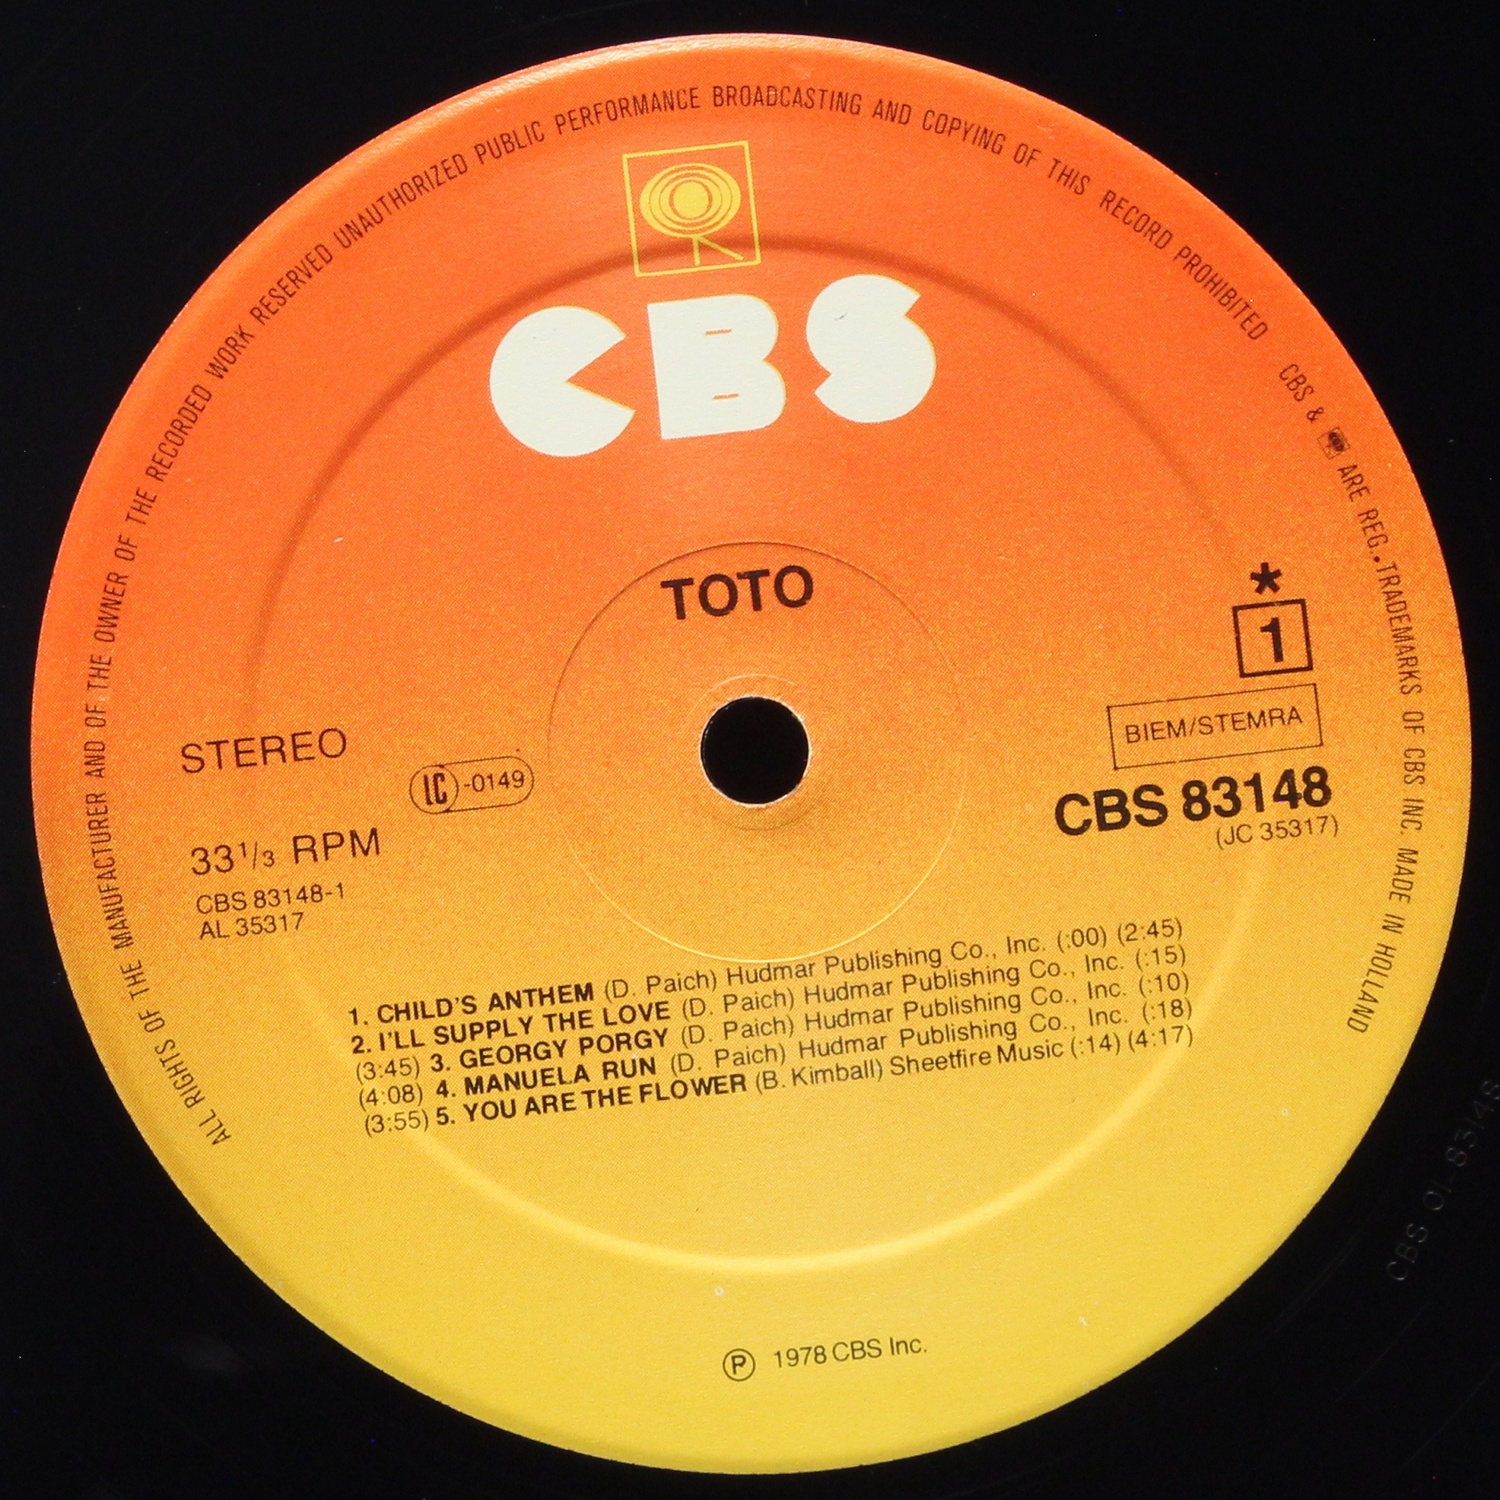 ALL RIGHTS OF THE MANUFACTURER AND OF THE OWNER OF THE RECORDED WORK RESERVED UNAUTHORIZED PUBLIC PERFORMANCE BROADCASTING AND COPYING OF THIS RECORD PROHIBITED CBS & ARE REG. TRADEMARKS OF CBS INC. MADE IN HOLLAND
CBS
TOTO
*
1
BIEM/STEMRA
STEREO
LC -0149
CBS 83148
(JC 35317)
33 1/3 RPM
CBS 83148-1
AL 35317
1. CHILD'S ANTHEM (D. Paich) Hudmar Publishing Co., Inc. (:00) (2:45)
2. I'LL SUPPLY THE LOVE (D. Paich) Hudmar Publishing Co., Inc. (:15)
(3:45) 3. GEORGY PORGY (D. Paich) Hudmar Publishing Co., Inc. (:10)
(4:08) 4. MANUELA RUN (D. Paich) Hudmar Publishing Co., Inc. (:18)
(3:55) 5. YOU ARE THE FLOWER (B. Kimball) Sheetfire Music (:14) (4:17)
℗ 1978 CBS Inc.
CBS 01-83148